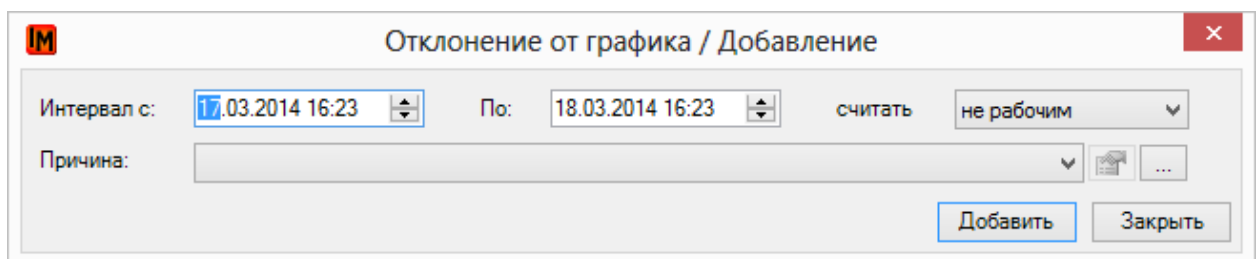 IM Отклонение от графика / Добавление
Интервал с: 17.03.2014 16:23 По: 18.03.2014 16:23 считать не рабочим
Причина: ...
Добавить Закрыть